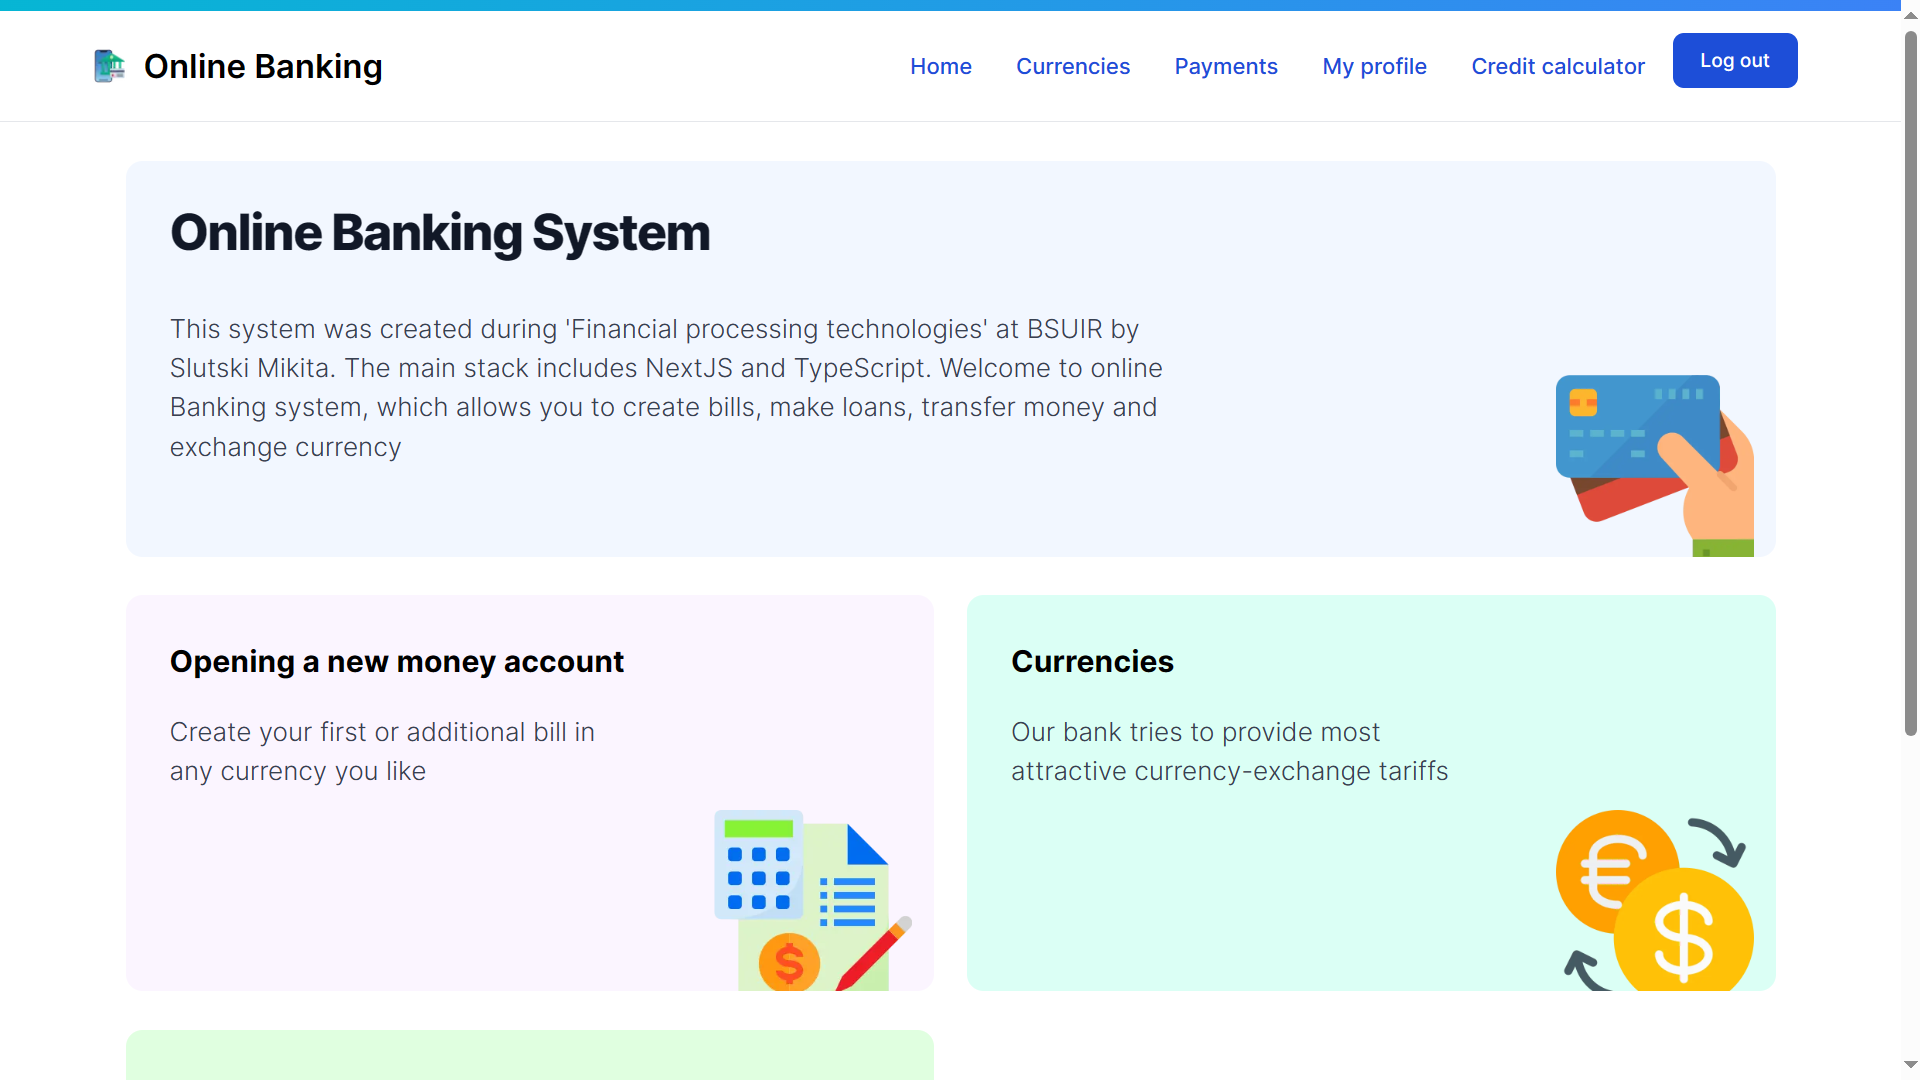 Online Banking
Home
Currencies
Payments
My profile
Credit calculator
Log out
Online Banking System
This system was created during 'Financial processing technologies' at BSUIR by
Slutski Mikita. The main stack includes NextJS and TypeScript. Welcome to online
Banking system, which allows you to create bills, make loans, transfer money and
exchange currency
Opening a new money account
Create your first or additional bill in
any currency you like
Currencies
Our bank tries to provide most
attractive currency-exchange tariffs